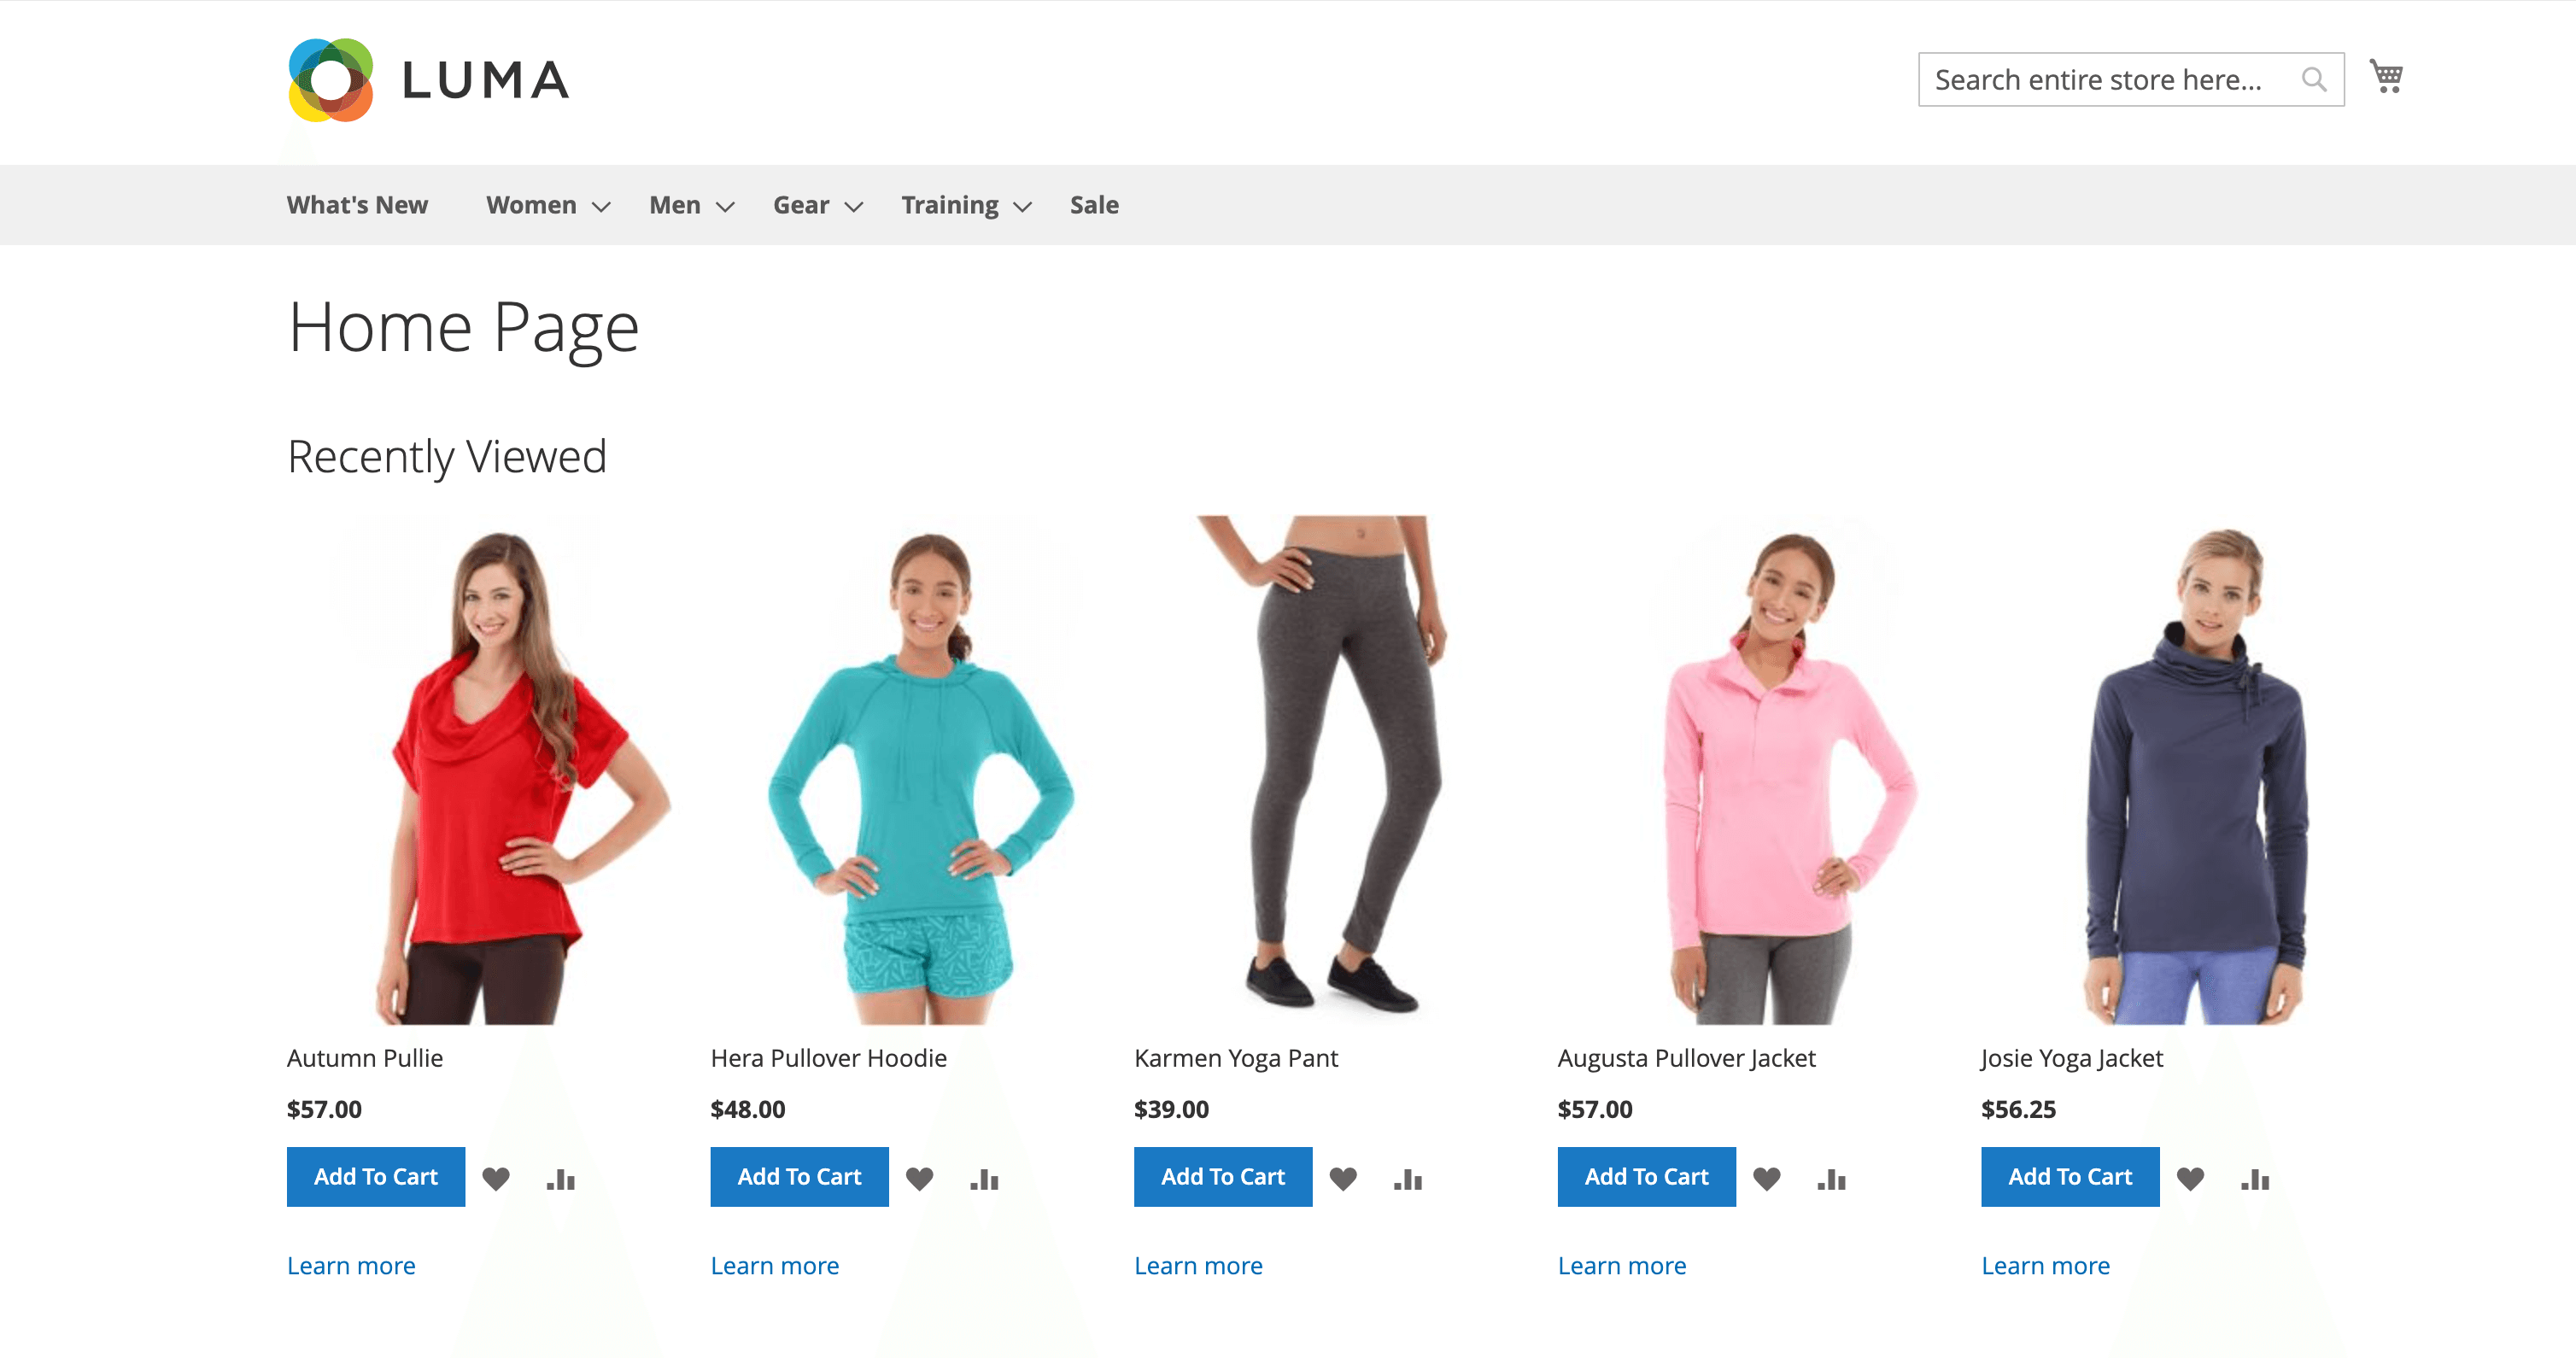 LUMA
Search entire store here...
What's New Women Men Gear Training Sale
Home Page
Recently Viewed
Autumn Pullie Hera Pullover Hoodie Karmen Yoga Pant Augusta Pullover Jacket Josie Yoga Jacket
$57.00 $48.00 $39.00 $57.00 $56.25
Add To Cart Add To Cart Add To Cart Add To Cart Add To Cart
Learn more Learn more Learn more Learn more Learn more